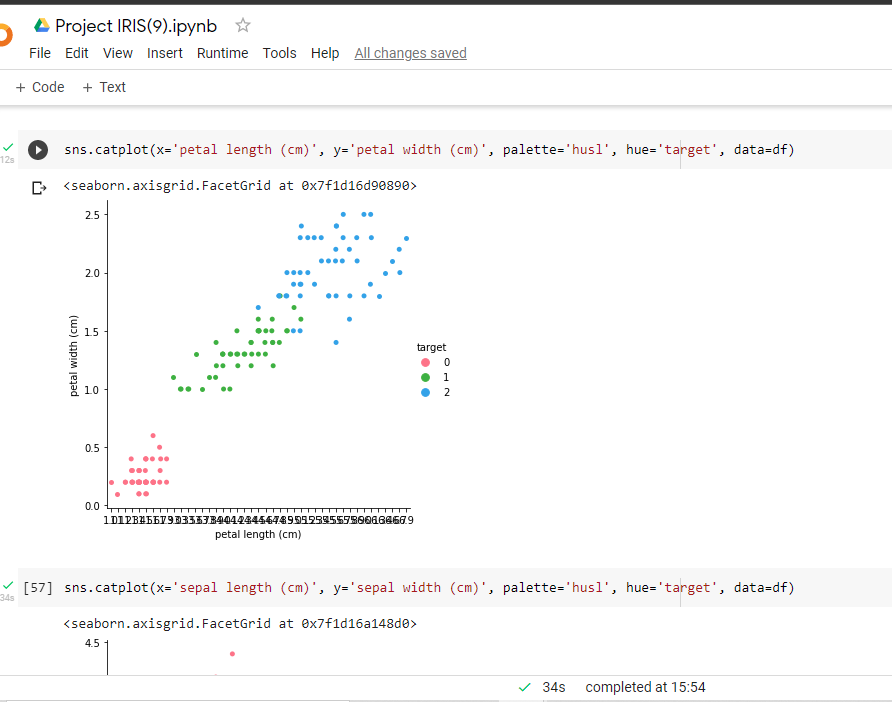 Project IRIS(9).ipynb
File Edit View Insert Runtime Tools Help All changes saved
+ Code + Text
sns.catplot(x='petal length (cm)', y='petal width (cm)', palette='husl', hue='target', data=df)
12s
<seaborn.axisgrid.FacetGrid at 0x7f1d16d90890>
2.5
2.0
1.5
petal width (cm)
target
0
1
2
1.0
0.5
0.0
petal length (cm)
[57] sns.catplot(x='sepal length (cm)', y='sepal width (cm)', palette='husl', hue='target', data=df)
34s
<seaborn.axisgrid.FacetGrid at 0x7f1d16a148d0>
4.5
34s completed at 15:54